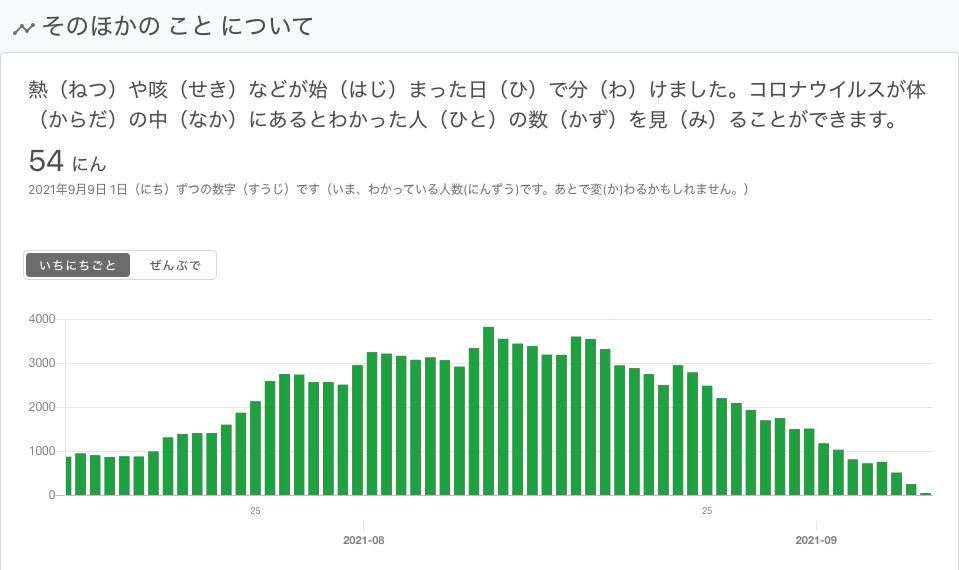 そのほかの こと について
熱（ねつ）や咳（せき）などが始（はじ）まった日（ひ）で分（わ）けました。コロナウイルスが体
（からだ）の中（なか）にあるとわかった人（ひと）の数（かず）を見（み）ることができます。
54 にん
2021年9月9日 1日（にち）ずつの数字（すうじ）です（いま、わかっている人数(にんずう)です。あとで変(か)わるかもしれません。）
いちにちごと ぜんぶで
4000
3000
2000
1000
0
25 25
2021-08 2021-09